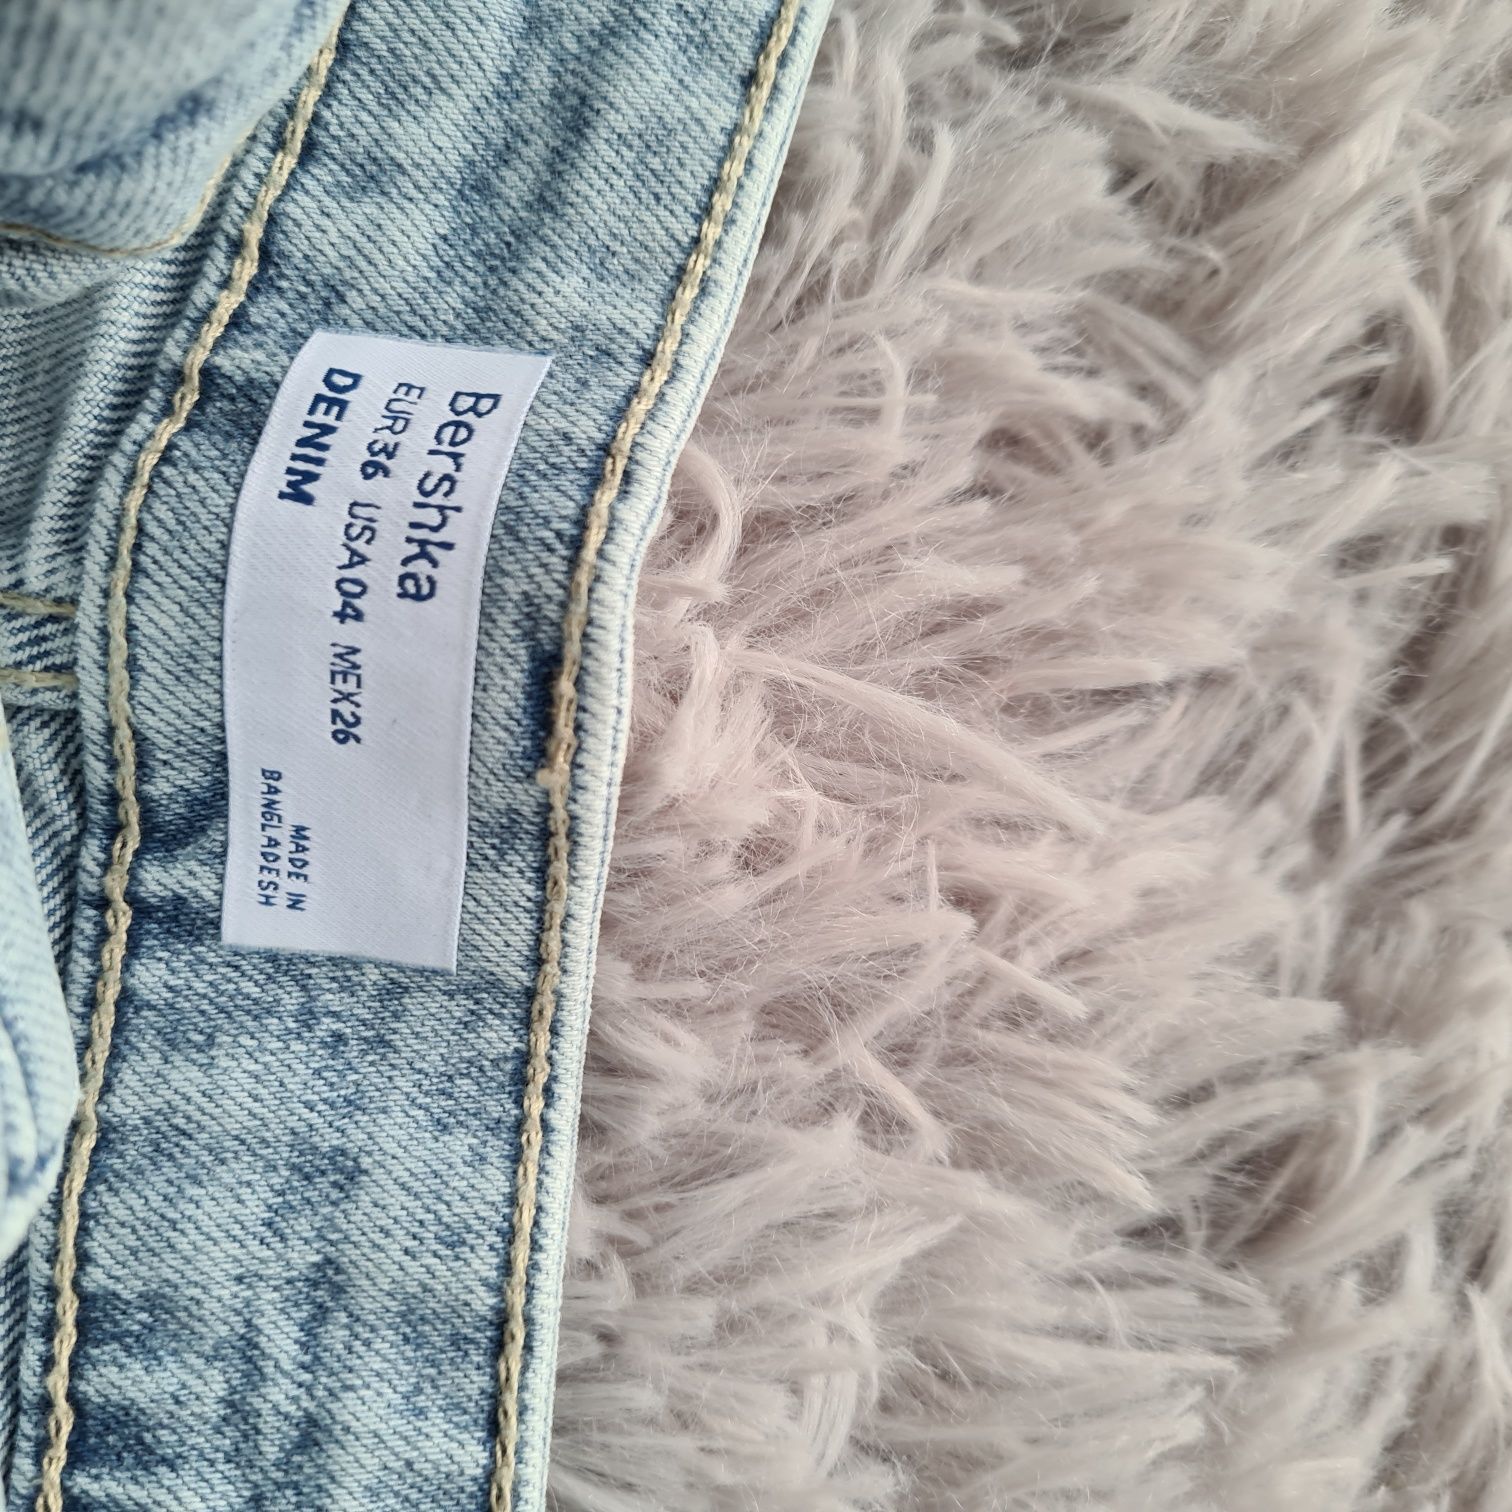 Bershka
EUR36 USA04 MEX26
DENIM
MADE IN
BANGLADESH